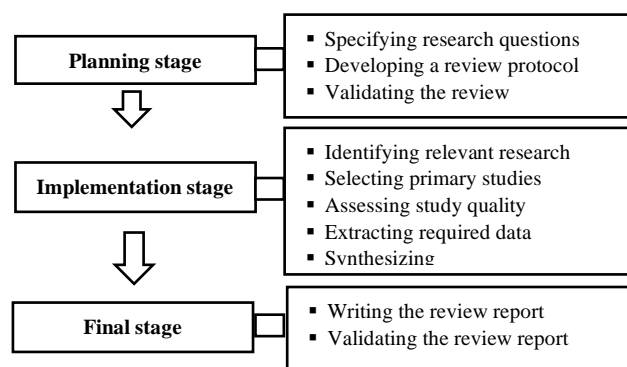 Planning stage
▪ Specifying research questions
▪ Developing a review protocol
▪ Validating the review
Implementation stage
▪ Identifying relevant research
▪ Selecting primary studies
▪ Assessing study quality
▪ Extracting required data
▪ Synthesizing
Final stage
▪ Writing the review report
▪ Validating the review report